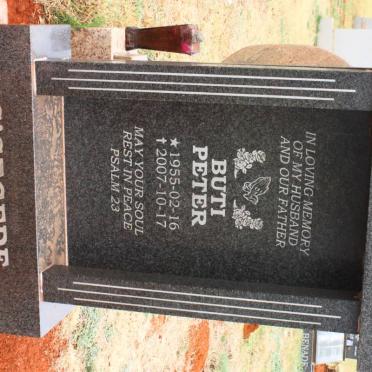 IN LOVING MEMORY
OF MY HUSBAND
AND OUR FATHER
BUTI
PETER
★ 1955-02-16
✝ 2007-10-17
MAY YOUR SOUL
REST IN PEACE
PSALM 23